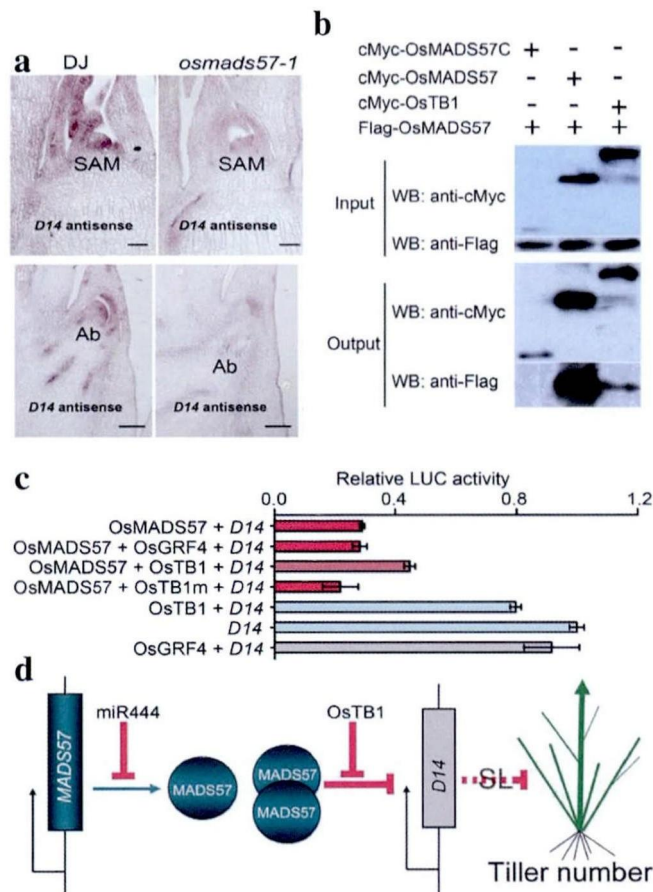 a
DJ
osmads57-1
SAM
SAM
D14 antisense
D14 antisense
Ab
Ab
D14 antisense
D14 antisense
b
cMyc-OsMADS57C + - -
cMyc-OsMADS57 - + -
cMyc-OsTB1 - - +
Flag-OsMADS57 + + +
Input
WB: anti-cMyc
WB: anti-Flag
Output
WB: anti-cMyc
WB: anti-Flag
c
Relative LUC activity
0.0 0.4 0.8 1.2
OsMADS57 + D14
OsMADS57 + OsGRF4 + D14
OsMADS57 + OsTB1 + D14
OsMADS57 + OsTB1m + D14
OsTB1 + D14
D14
OsGRF4 + D14
d
MADS57
miR444
MADS57
MADS57
MADS57
OsTB1
D14
SL
Tiller number